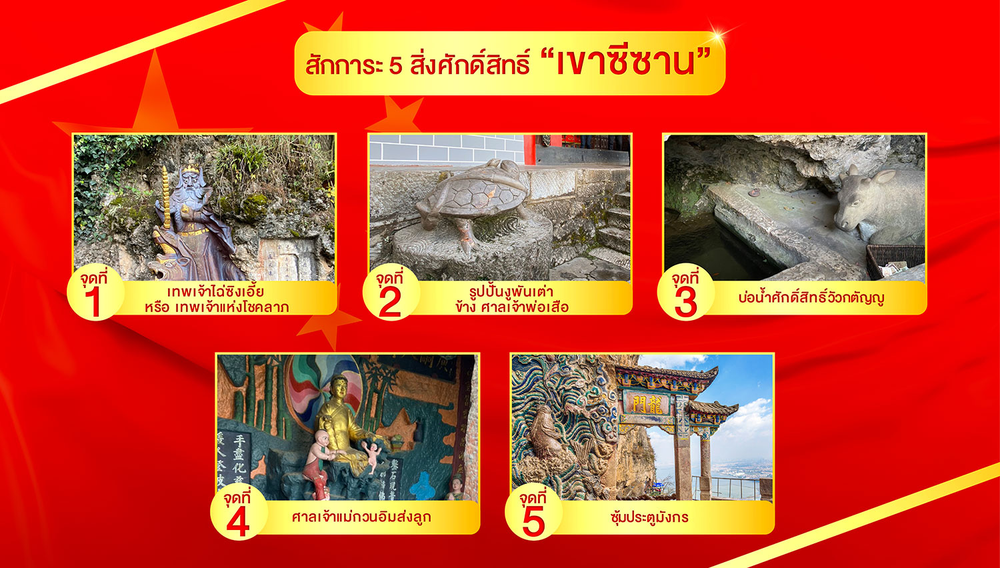 สักการะ 5 สิ่งศักดิ์สิทธิ์ “เขาซีซาน”
จุดที่
1
เทพเจ้าไฉ่ซิงเอี้ย
หรือ เทพเจ้าแห่งโชคลาภ
จุดที่
2
รูปปั้นงูพันเต่า
ข้าง ศาลเจ้าพ่อเสือ
จุดที่
3
บ่อน้ำศักดิ์สิทธิ์วัวกตัญญู
手盤化
鑿石現
จุดที่
4
ศาลเจ้าแม่กวนอิมส่งลูก
龍門
จุดที่
5
ซุ้มประตูมังกร